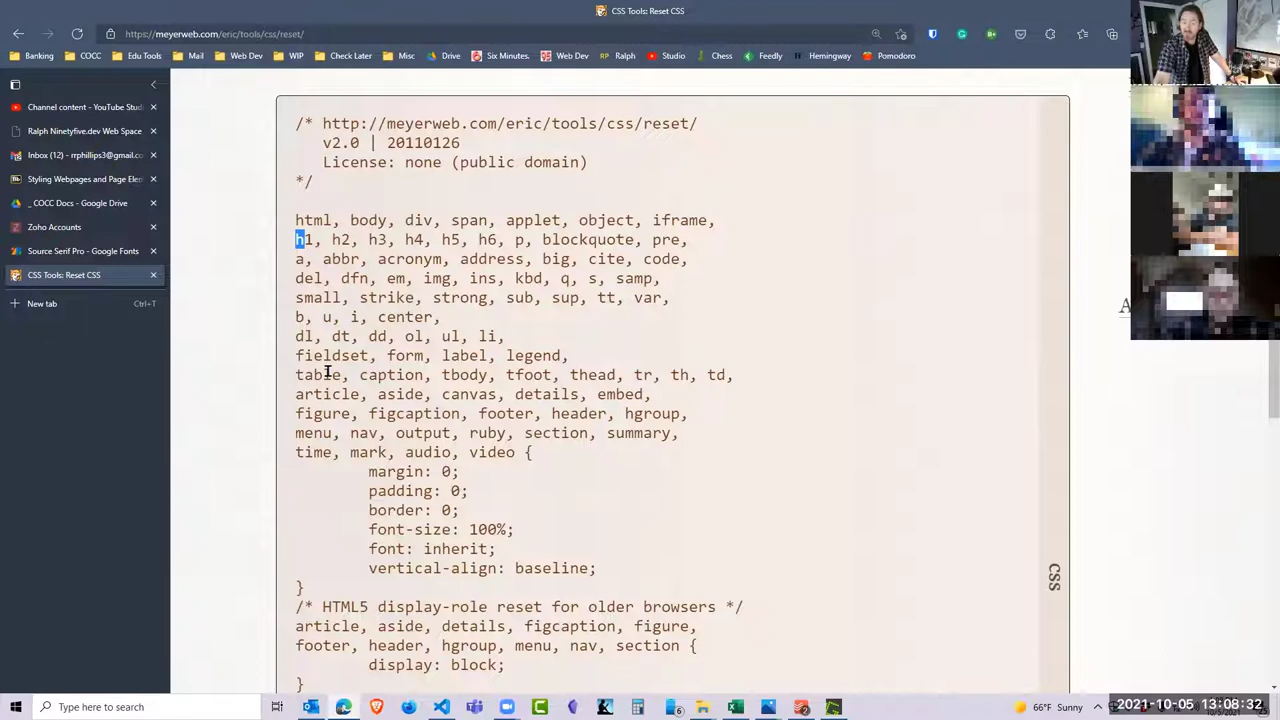 CSS Tools: Reset CSS
https://meyerweb.com/eric/tools/css/reset/
Banking COCC Edu Tools Mail Web Dev WIP Check Later Misc Drive Six Minutes. Web Dev Ralph Studio Chess Feedly Hemingway Pomodoro
Channel content - YouTube Stud
Ralph Ninetyfive.dev Web Space
Inbox (12) - rrphillips3@gmail.co
Styling Webpages and Page Elem
_ COCC Docs - Google Drive
Zoho Accounts
Source Serif Pro - Google Fonts
CSS Tools: Reset CSS
New tab Ctrl+T
/* http://meyerweb.com/eric/tools/css/reset/
v2.0 | 20110126
License: none (public domain)
*/
html, body, div, span, applet, object, iframe,
h1, h2, h3, h4, h5, h6, p, blockquote, pre,
a, abbr, acronym, address, big, cite, code,
del, dfn, em, img, ins, kbd, q, s, samp,
small, strike, strong, sub, sup, tt, var,
b, u, i, center,
dl, dt, dd, ol, ul, li,
fieldset, form, label, legend,
table, caption, tbody, tfoot, thead, tr, th, td,
article, aside, canvas, details, embed,
figure, figcaption, footer, header, hgroup,
menu, nav, output, ruby, section, summary,
time, mark, audio, video {
margin: 0;
padding: 0;
border: 0;
font-size: 100%;
font: inherit;
vertical-align: baseline;
}
/* HTML5 display-role reset for older browsers */
article, aside, details, figcaption, figure,
footer, header, hgroup, menu, nav, section {
display: block;
}
CSS
A
Type here to search
66°F Sunny
2021-10-05 13:08:32